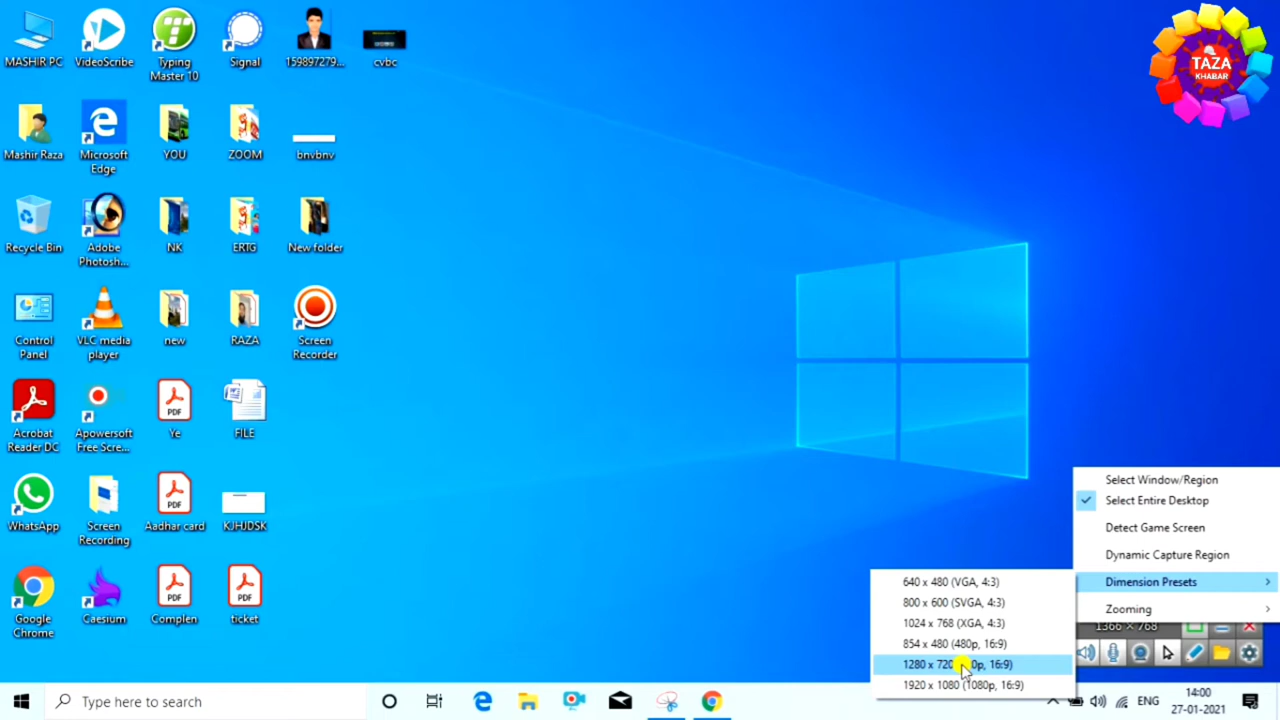 MASHIR PC
VideoScribe
Typing
Master 10
Signal
159897279...
cvbc
TAZA
KHABAR
Mashir Raza
Microsoft
Edge
YOU
ZOOM
bnvbnv
Recycle Bin
Adobe
Photosh...
NK
ERTG
New folder
Control
Panel
VLC media
player
new
RAZA
Screen
Recorder
Acrobat
Reader DC
Apowersoft
Free Scre...
PDF
Ye
FILE
WhatsApp
Screen
Recording
PDF
Aadhar card
KJHJDSK
Google
Chrome
Caesium
PDF
Complen
PDF
ticket
Select Window/Region
Select Entire Desktop
Detect Game Screen
Dynamic Capture Region
Dimension Presets
Zooming
640 x 480 (VGA, 4:3)
800 x 600 (SVGA, 4:3)
1024 x 768 (XGA, 4:3)
854 x 480 (480p, 16:9)
1280 x 720 0p, 16:9)
1920 x 1080 (1080p, 16:9)
1366 × 768
Type here to search
ENG
14:00
27-01-2021